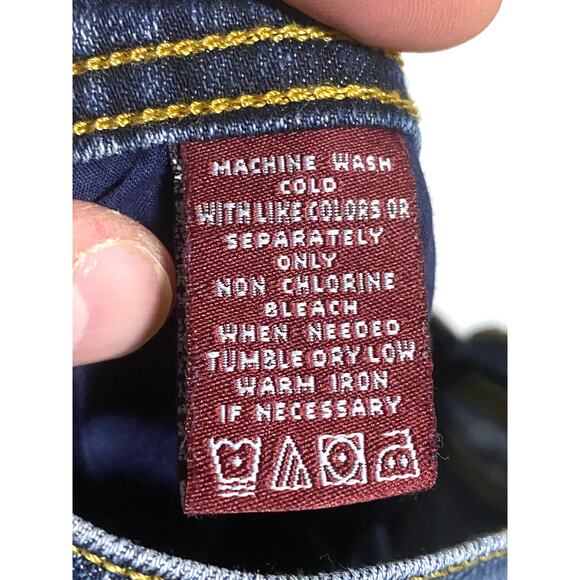 MACHINE WASH
COLD
WITH LIKE COLORS OR
SEPARATELY
ONLY
NON CHLORINE
BLEACH
WHEN NEEDED
TUMBLE DRY LOW
WARM IRON
IF NECESSARY